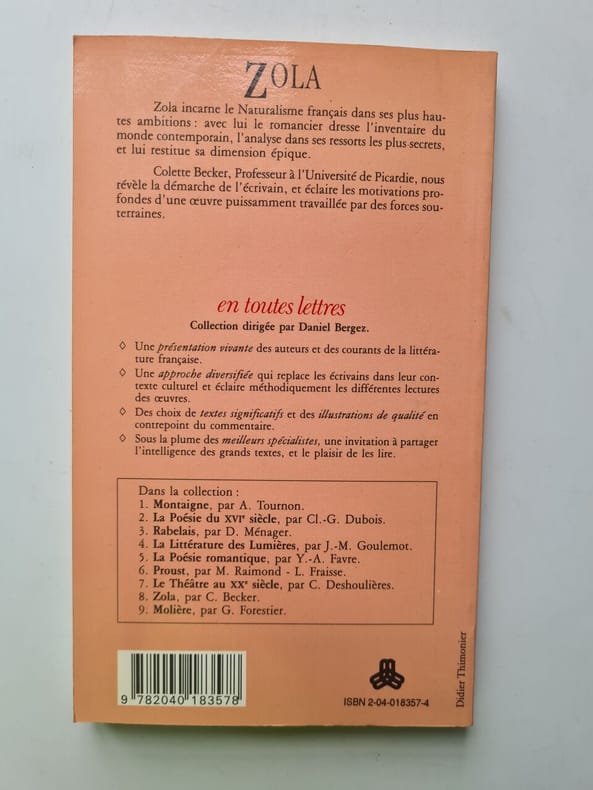 ZOLA
Zola incarne le Naturalisme français dans ses plus hau-
tes ambitions : avec lui le romancier dresse l'inventaire du
monde contemporain, l'analyse dans ses ressorts les plus secrets,
et lui restitue sa dimension épique.
Colette Becker, Professeur à l'Université de Picardie, nous
révèle la démarche de l'écrivain, et éclaire les motivations pro-
fondes d'une œuvre puissamment travaillée par des forces sou-
terraines.
en toutes lettres
Collection dirigée par Daniel Bergez.
◊ Une présentation vivante des auteurs et des courants de la littéra-
ture française.
◊ Une approche diversifiée qui replace les écrivains dans leur con-
texte culturel et éclaire méthodiquement les différentes lectures
des œuvres.
◊ Des choix de textes significatifs et des illustrations de qualité en
contrepoint du commentaire.
◊ Sous la plume des meilleurs spécialistes, une invitation à partager
l'intelligence des grands textes, et le plaisir de les lire.
Dans la collection :
1. Montaigne, par A. Tournon.
2. La Poésie du XVIe siècle, par Cl.-G. Dubois.
3. Rabelais, par D. Ménager.
4. La Littérature des Lumières, par J.-M. Goulemot.
5. La Poésie romantique, par Y.-A. Favre.
6. Proust, par M. Raimond - L. Fraisse.
7. Le Théâtre au XXe siècle, par C. Deshoulières.
8. Zola, par C. Becker.
9. Molière, par G. Forestier.
9 782040 183578
ISBN 2-04-018357-4
Didier Thimonier